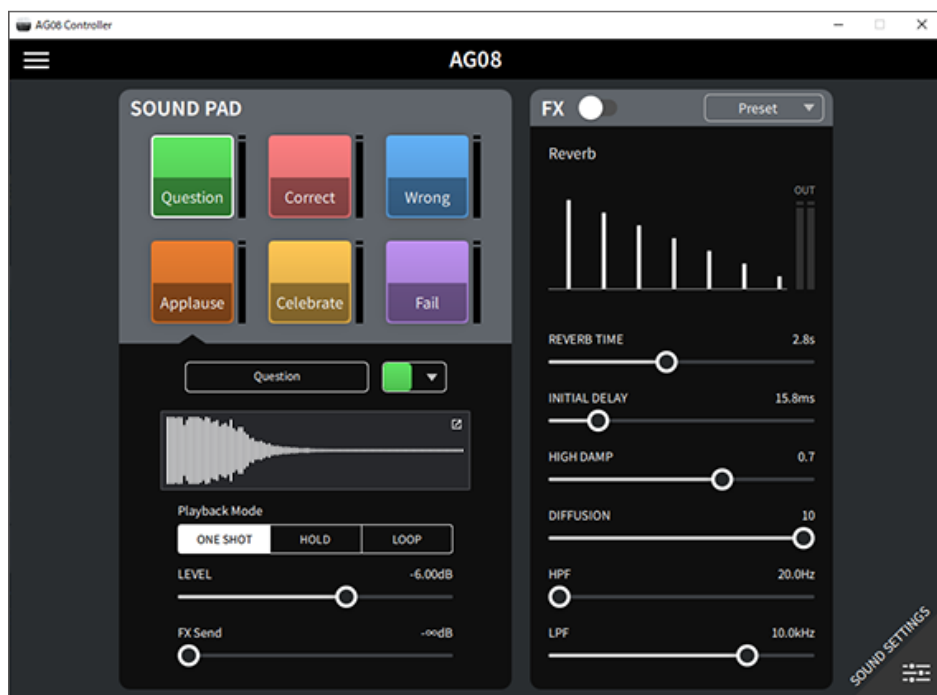 AG08 Controller
AG08
SOUND PAD
Question
Correct
Wrong
Applause
Celebrate
Fail
Question
Playback Mode
ONE SHOT
HOLD
LOOP
LEVEL -6.00dB
FX Send -∞dB
FX
Preset
Reverb
OUT
REVERB TIME 2.8s
INITIAL DELAY 15.8ms
HIGH DAMP 0.7
DIFFUSION 10
HPF 20.0Hz
LPF 10.0kHz
SOUND SETTINGS